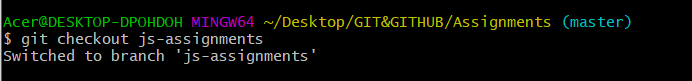 Acer@DESKTOP-DPOHDOH MINGW64 ~/Desktop/GIT&GITHUB/Assignments (master)
$ git checkout js-assignments
Switched to branch 'js-assignments'